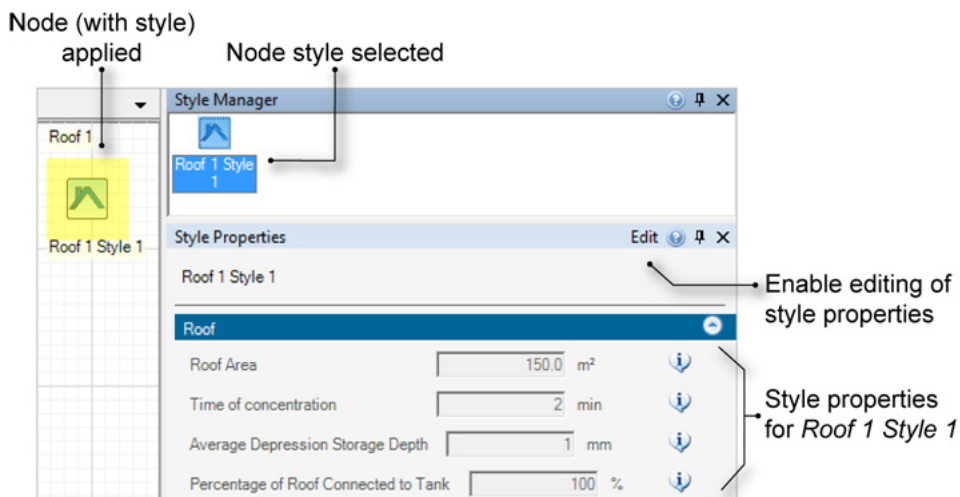 Node (with style)
applied
Node style selected
Style Manager
Roof 1
Roof 1 Style
1
Roof 1 Style 1
Style Properties
Edit
Roof 1 Style 1
Enable editing of
style properties
Roof
Roof Area 150.0 m²
Time of concentration 2 min
Average Depression Storage Depth 1 mm
Percentage of Roof Connected to Tank 100 %
Style properties
for Roof 1 Style 1